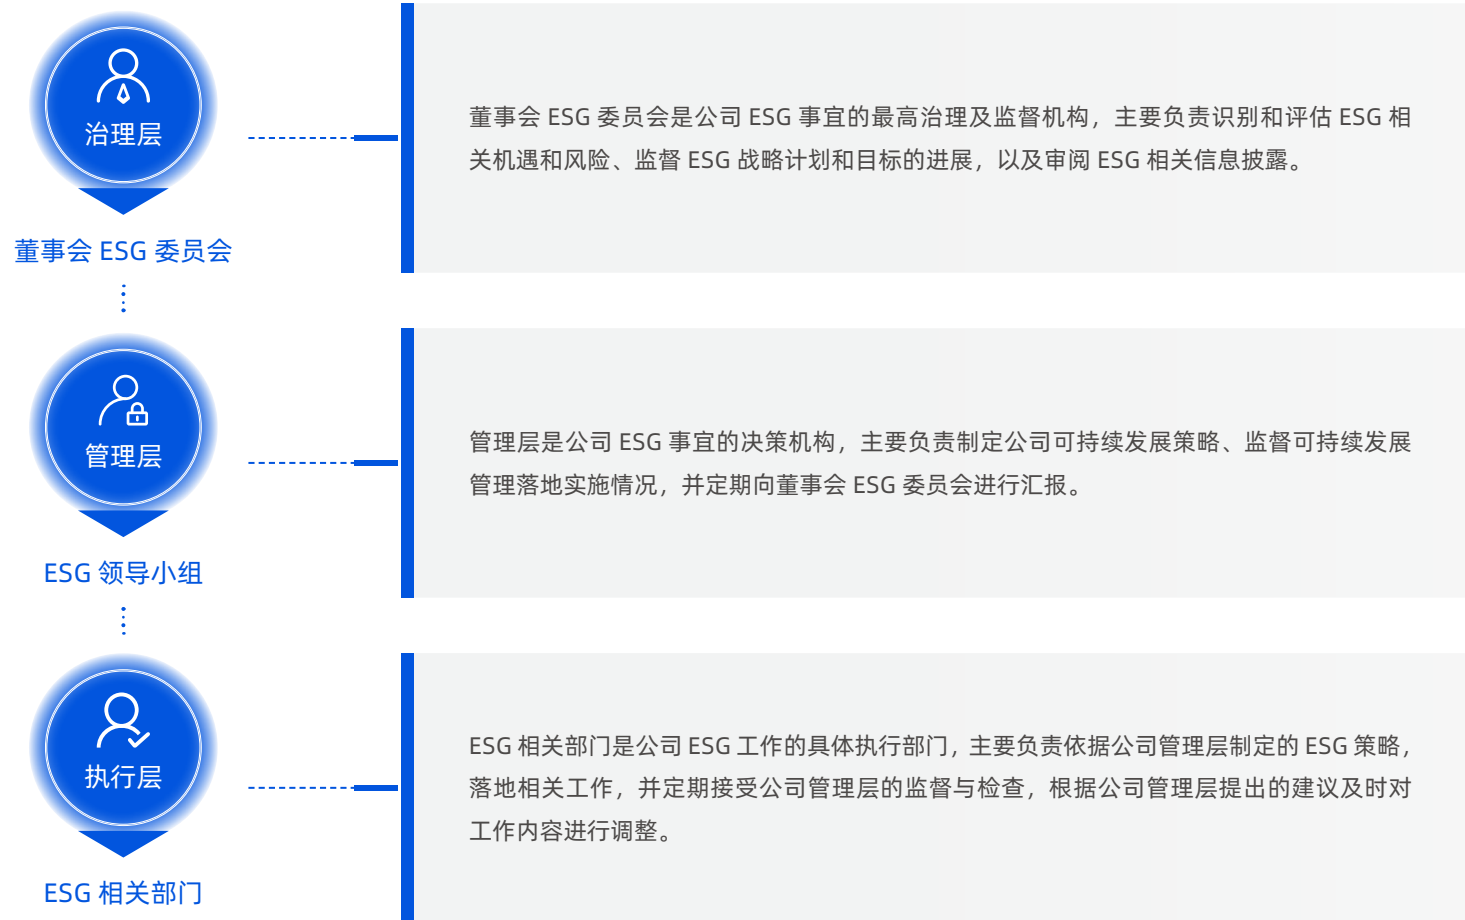 治理层
董事会 ESG 委员会
董事会 ESG 委员会是公司 ESG 事宜的最高治理及监督机构，主要负责识别和评估 ESG 相
关机遇和风险、监督 ESG 战略计划和目标的进展，以及审阅 ESG 相关信息披露。
管理层
ESG 领导小组
管理层是公司 ESG 事宜的决策机构，主要负责制定公司可持续发展策略、监督可持续发展
管理落地实施情况，并定期向董事会 ESG 委员会进行汇报。
执行层
ESG 相关部门
ESG 相关部门是公司 ESG 工作的具体执行部门，主要负责依据公司管理层制定的 ESG 策略，
落地相关工作，并定期接受公司管理层的监督与检查，根据公司管理层提出的建议及时对
工作内容进行调整。